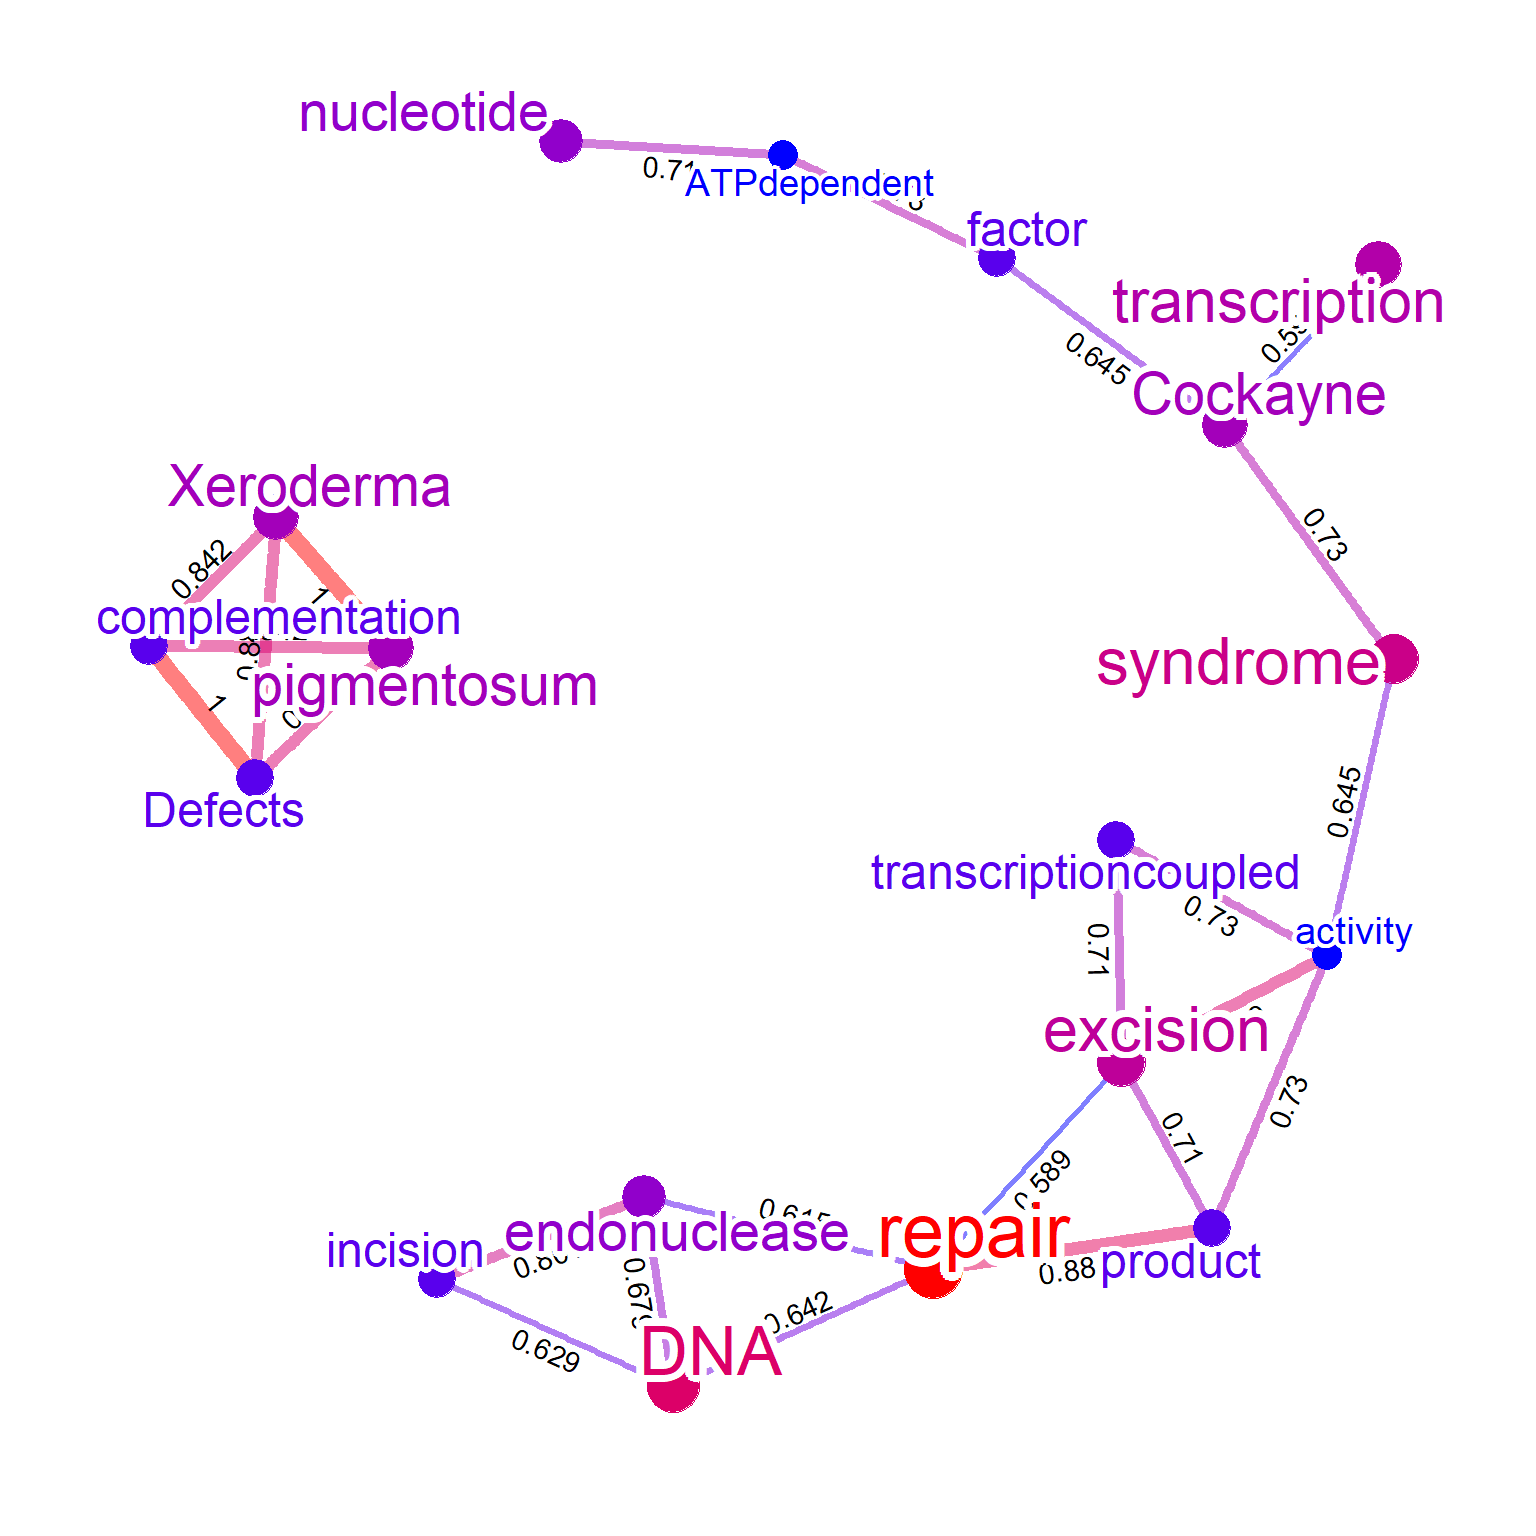 nucleotide
ATPdependent
factor
transcription
0.645
Cockayne
Xeroderma
0.73
0.842
1
complementation
syndrome
pigmentosum
1
Defects
0.645
transcriptioncoupled
0.73
activity
0.71
excision
0.73
0.71
0.589
repair
endonuclease
incision
product
0.88
0.642
0.629
DNA